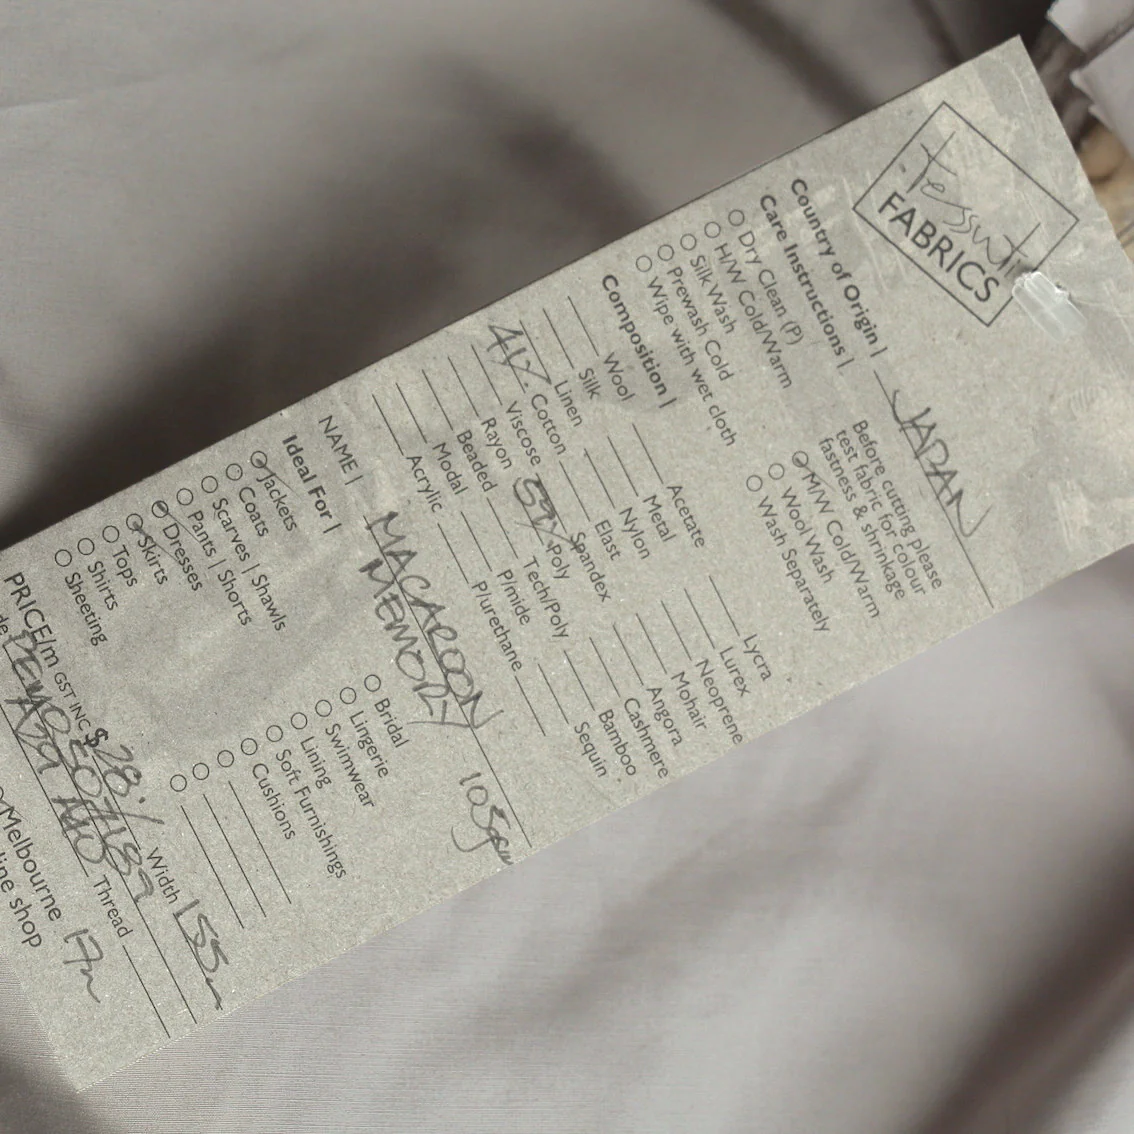 tessuti
FABRICS
Country of Origin | JAPAN
Care Instructions |
Before cutting please
test fabric for colour
fastness & shrinkage
Dry Clean (P)
H/W Cold/Warm
Silk Wash
Prewash Cold
Wipe with wet cloth
M/W Cold/Warm
Wool Wash
Wash Separately
Composition |
Wool
Silk
Linen
41% Cotton
Viscose
Rayon
Beaded
Modal
Acrylic
Acetate
Metal
Nylon
Elast
Spandex
59% Poly
Tech/Poly
P/mide
P/urethane
Lycra
Lurex
Neoprene
Mohair
Angora
Cashmere
Bamboo
Sequin
NAME | MACAROON
MEMORY
103gsm
Ideal For |
Jackets
Coats
Scarves | Shawls
Pants | Shorts
Dresses
Skirts
Tops
Shirts
Sheeting
Bridal
Lingerie
Swimwear
Lining
Soft Furnishings
Cushions
PRICE/m GST INC $ 28.- Width 155m
Thread
Melbourne 17m
line shop